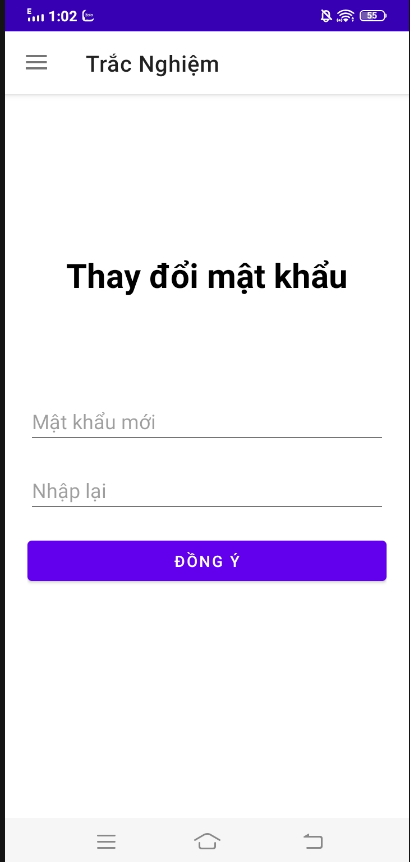 E
1:02
55
Trắc Nghiệm
Thay đổi mật khẩu
Mật khẩu mới
Nhập lại
ĐỒNG Ý